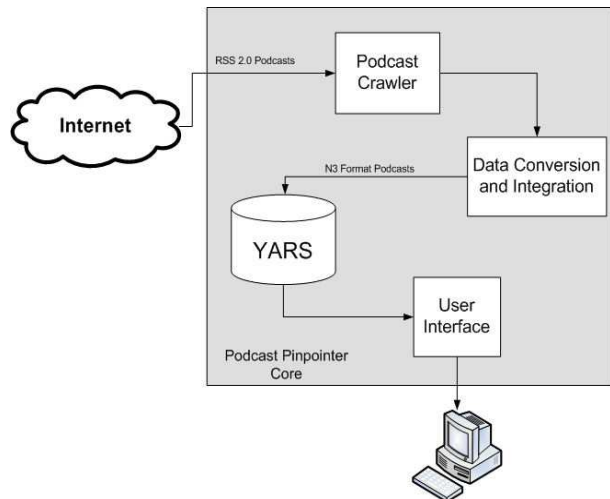 RSS 2.0 Podcasts
Podcast
Crawler
Internet
Data Conversion
and Integration
N3 Format Podcasts
YARS
User
Interface
Podcast Pinpointer
Core